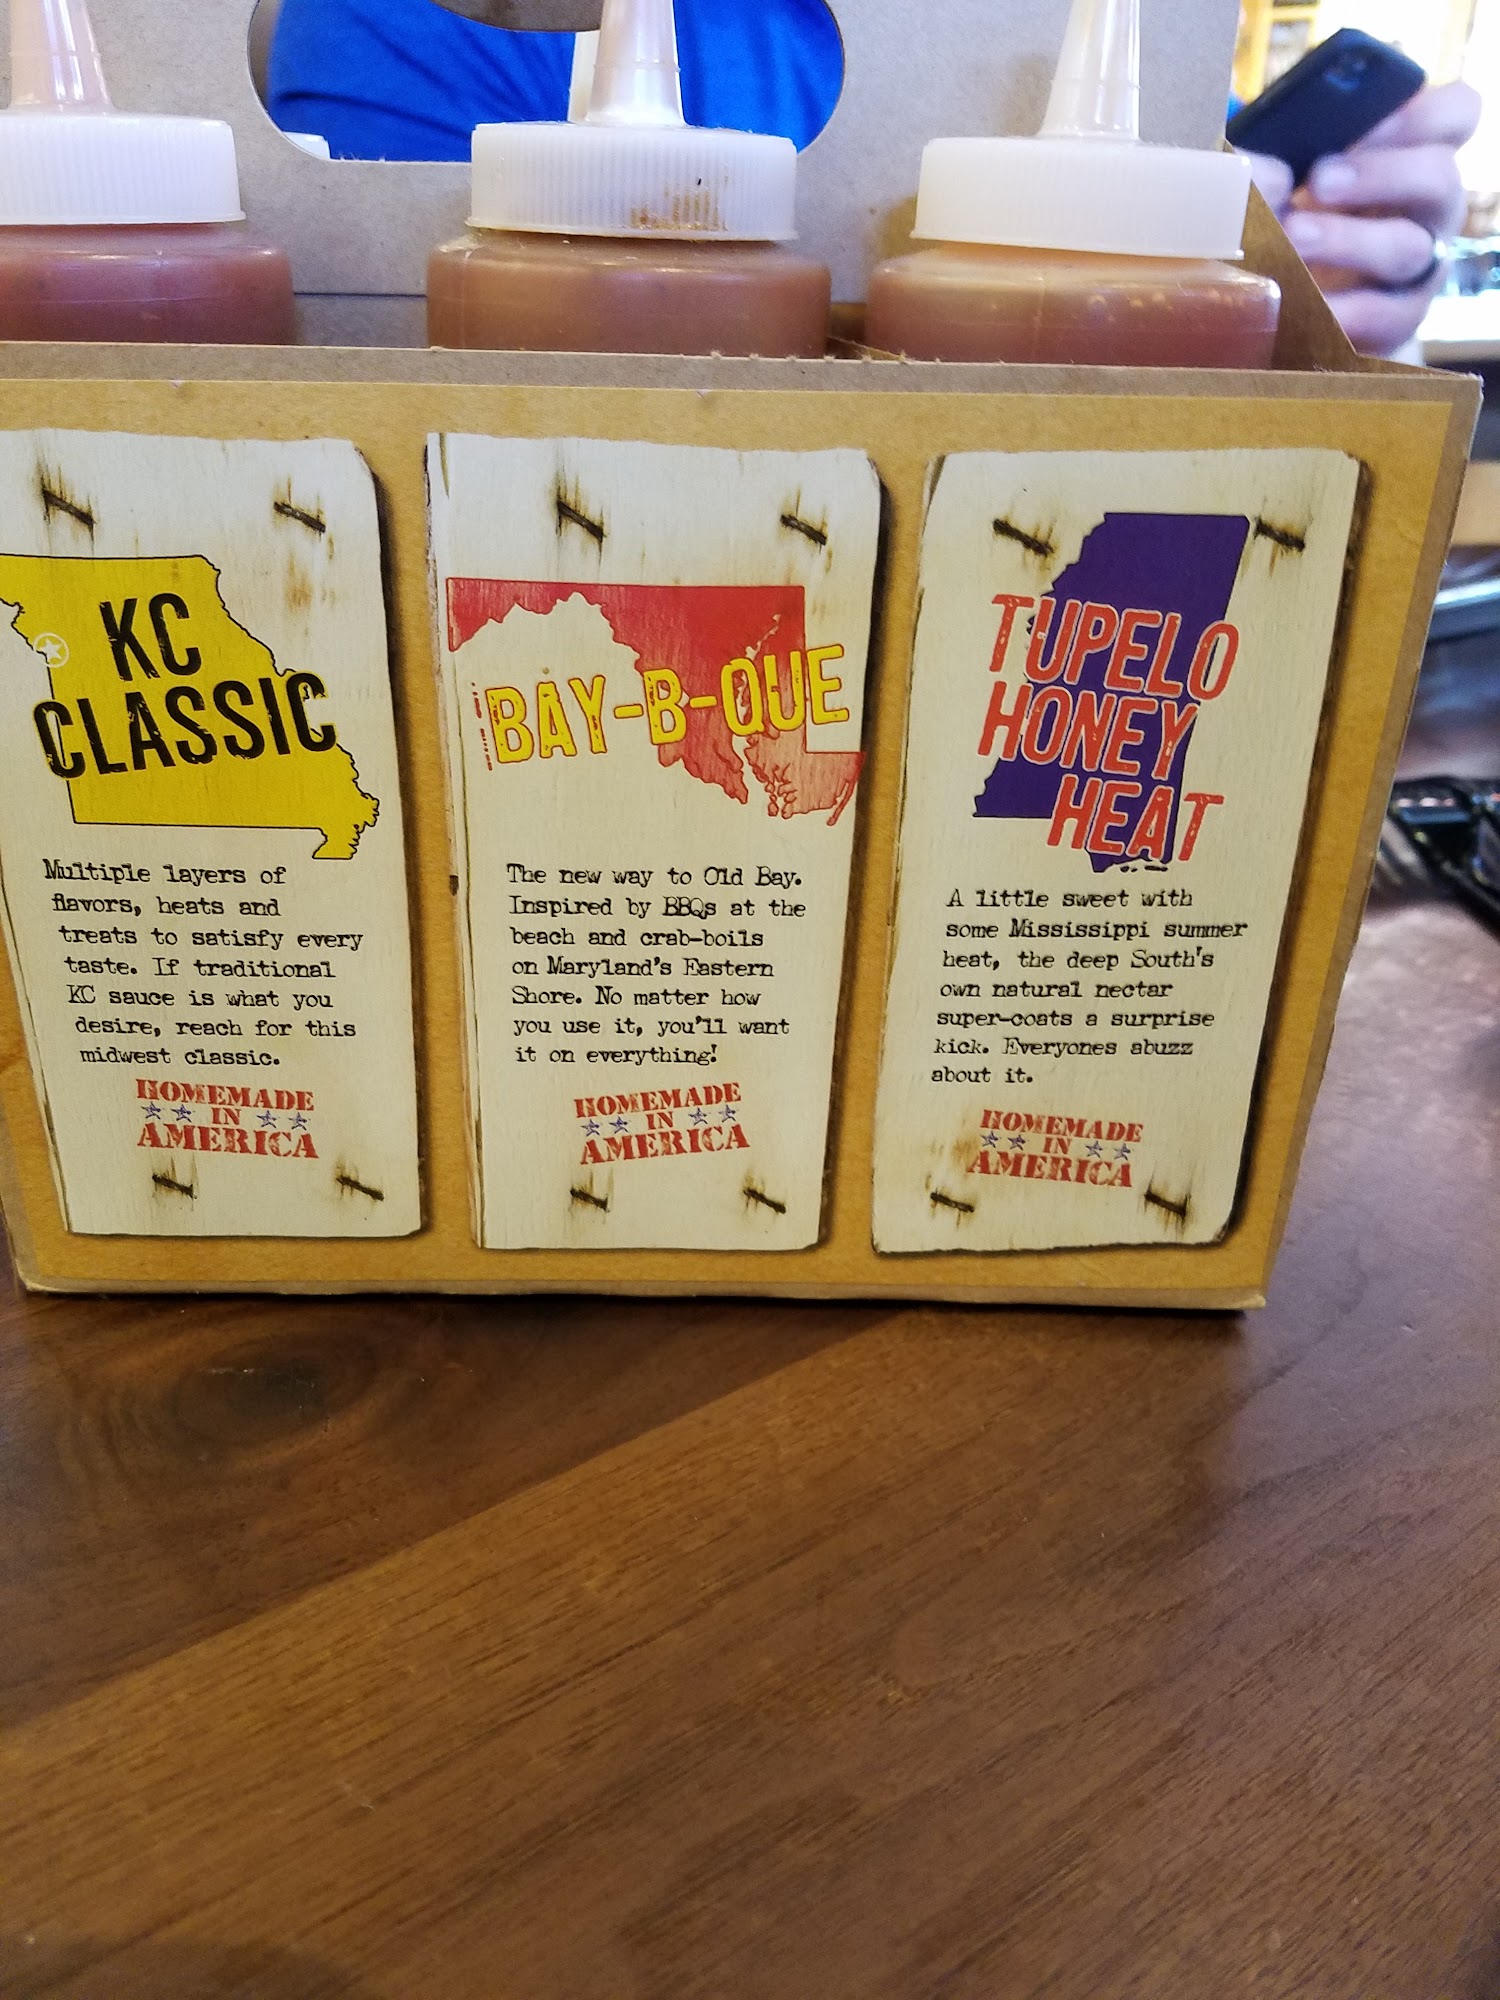 KC
CLASSIC
Multiple layers of
flavors, heats and
treats to satisfy every
taste. If traditional
KC sauce is what you
desire, reach for this
midwest classic.
HOMEMADE
IN
AMERICA
BAY-B-QUE
The new way to Old Bay.
Inspired by BBQs at the
beach and crab-boils
on Maryland's Eastern
Shore. No matter how
you use it, you'll want
it on everything!
HOMEMADE
IN
AMERICA
TUPELO
HONEY
HEAT
A little sweet with
some Mississippi summer
heat, the deep South's
own natural nectar
super-coats a surprise
kick. Everyones abuzz
about it.
HOMEMADE
IN
AMERICA